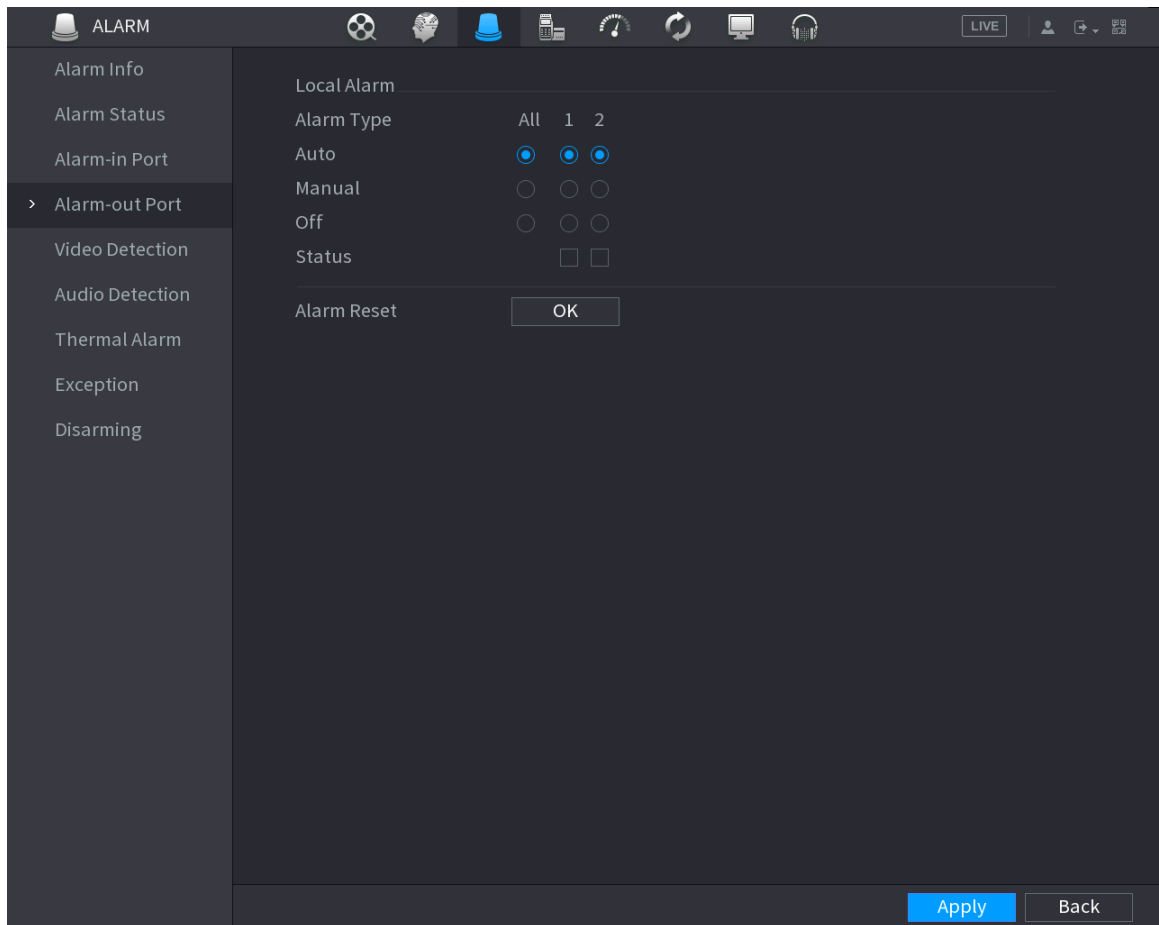 ALARM
LIVE
Alarm Info
Alarm Status
Alarm-in Port
> Alarm-out Port
Video Detection
Audio Detection
Thermal Alarm
Exception
Disarming
Local Alarm
Alarm Type All 1 2
Auto
Manual
Off
Status
Alarm Reset OK
Apply Back